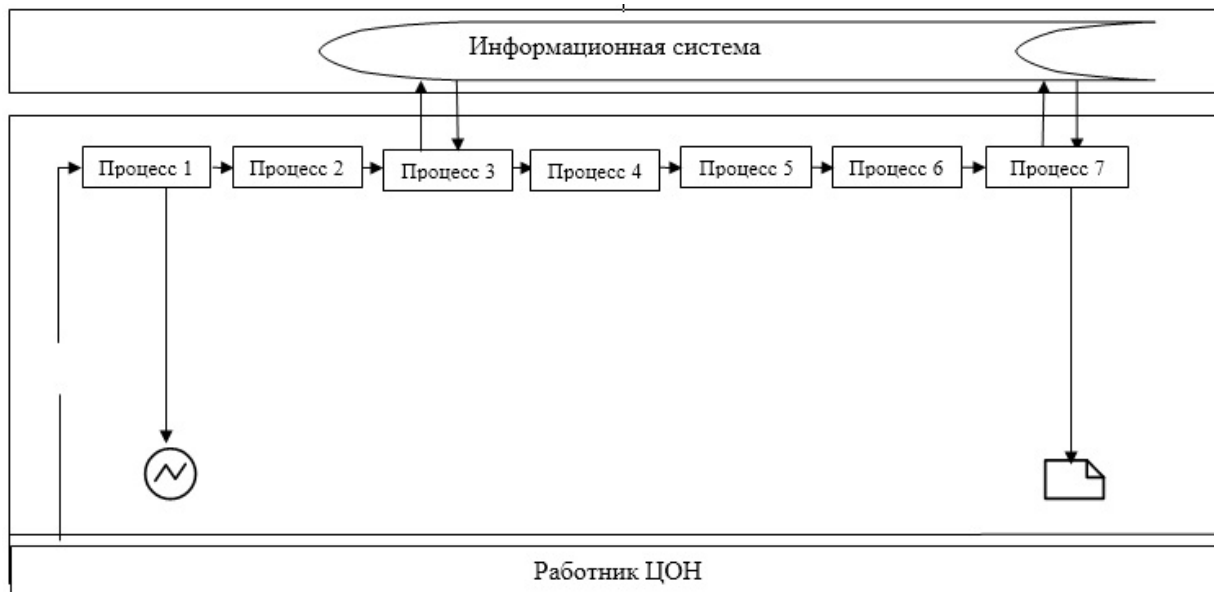 Информационная система
Процесс 1
Процесс 2
Процесс 3
Процесс 4
Процесс 5
Процесс 6
Процесс 7
Работник ЦОН